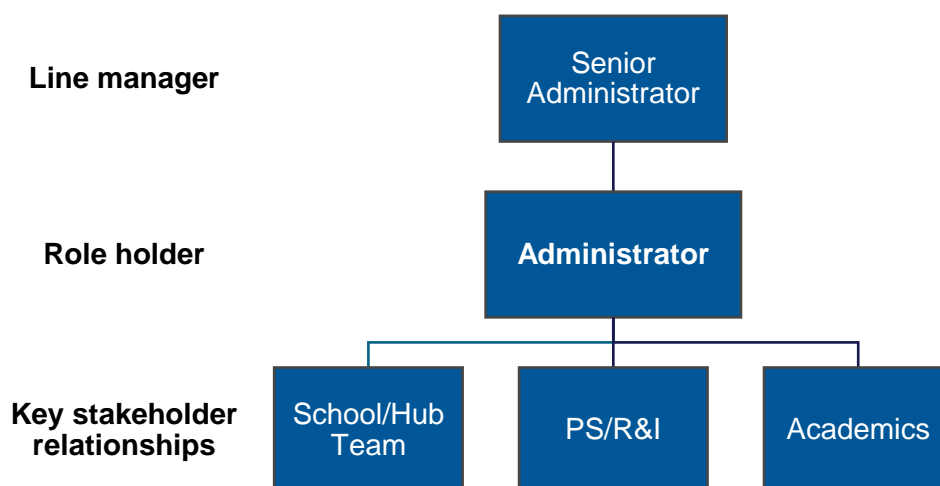 Line manager
Senior
Administrator
Role holder
Administrator
Key stakeholder
relationships
School/Hub
Team
PS/R&I
Academics